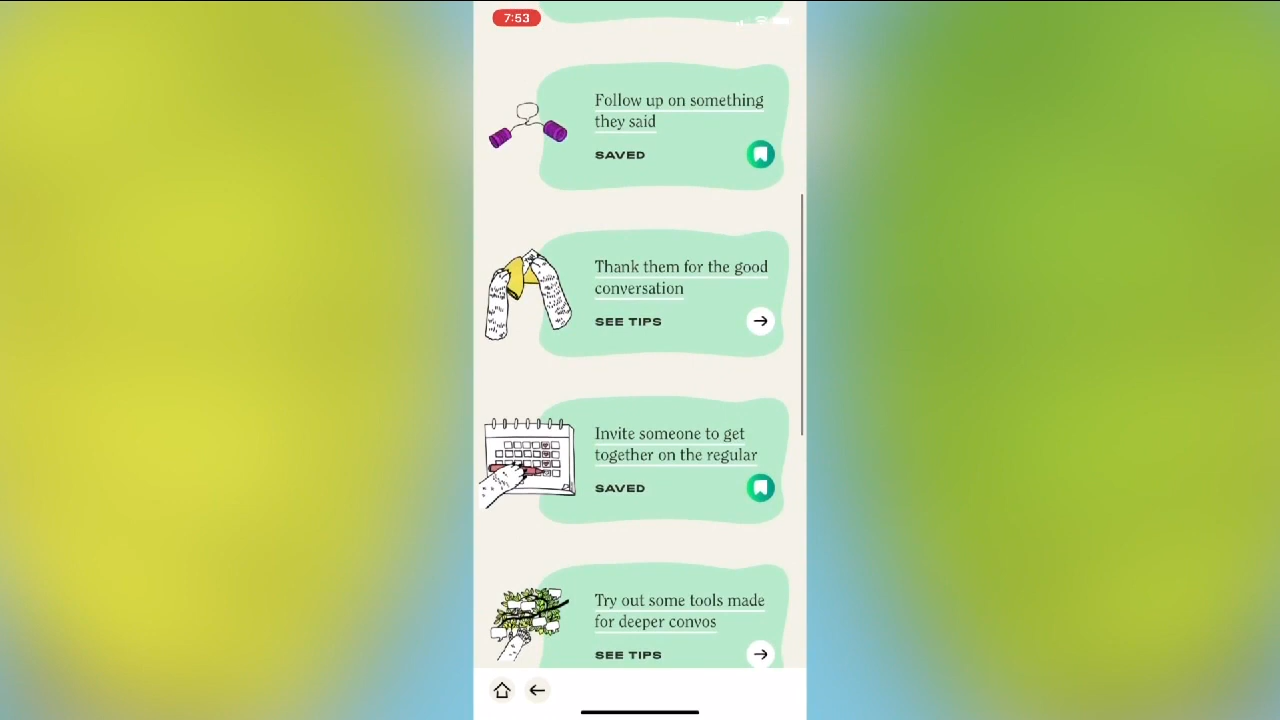 7:53
Follow up on something
they said
SAVED
Thank them for the good
conversation
SEE TIPS
Invite someone to get
together on the regular
SAVED
Try out some tools made
for deeper convos
SEE TIPS